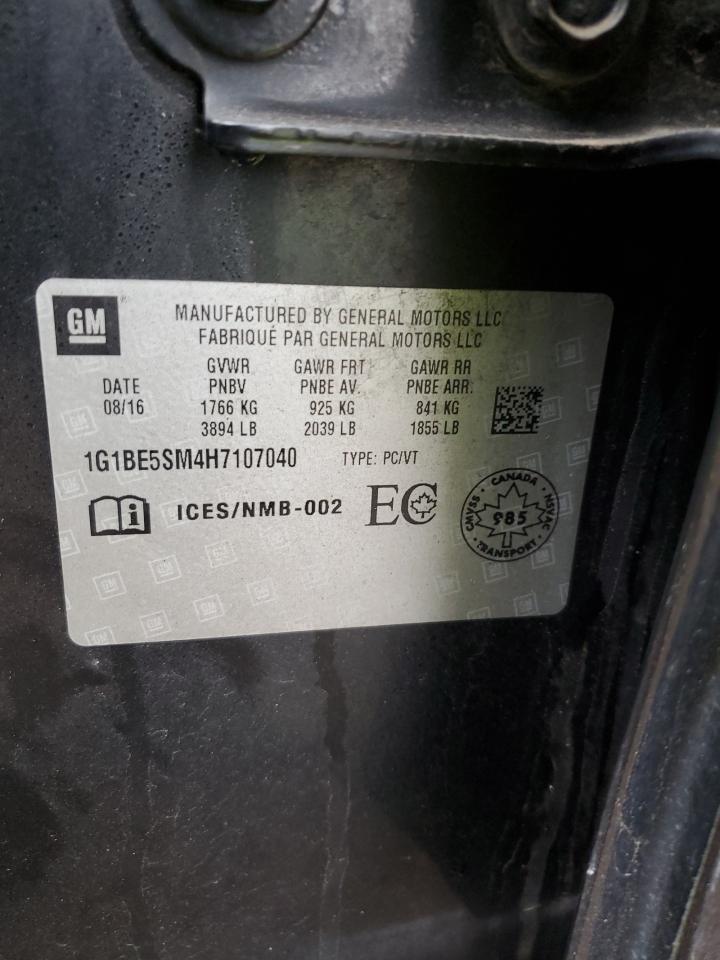 GM
MANUFACTURED BY GENERAL MOTORS LLC
FABRIQUÉ PAR GENERAL MOTORS LLC
GVWR GAWR FRT GAWR RR
DATE PNBV PNBE AV. PNBE ARR.
08/16 1766 KG 925 KG 841 KG
3894 LB 2039 LB 1855 LB
1G1BE5SM4H7107040 TYPE: PC/VT
ICES/NMB-002 EC
CANADA
CMVSS 985 NSVAC
TRANSPORT